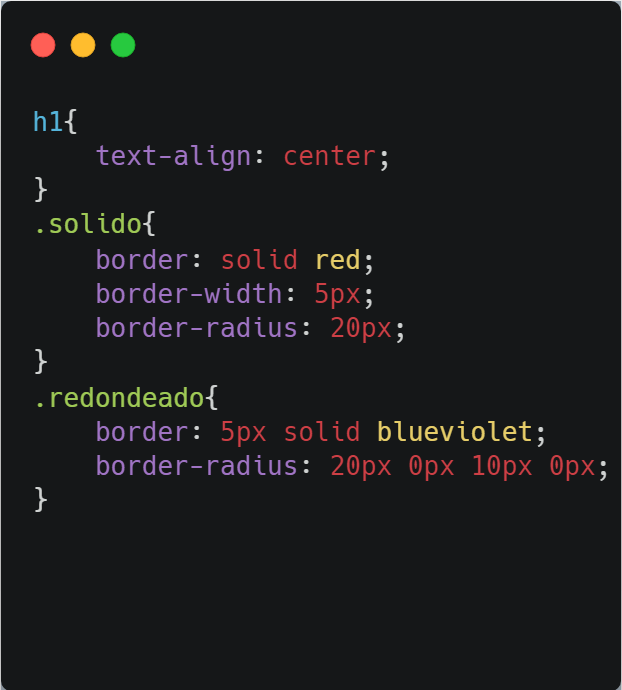 h1{
    text-align: center;
}
.solido{
    border: solid red;
    border-width: 5px;
    border-radius: 20px;
}
.redondeado{
    border: 5px solid blueviolet;
    border-radius: 20px 0px 10px 0px;
}